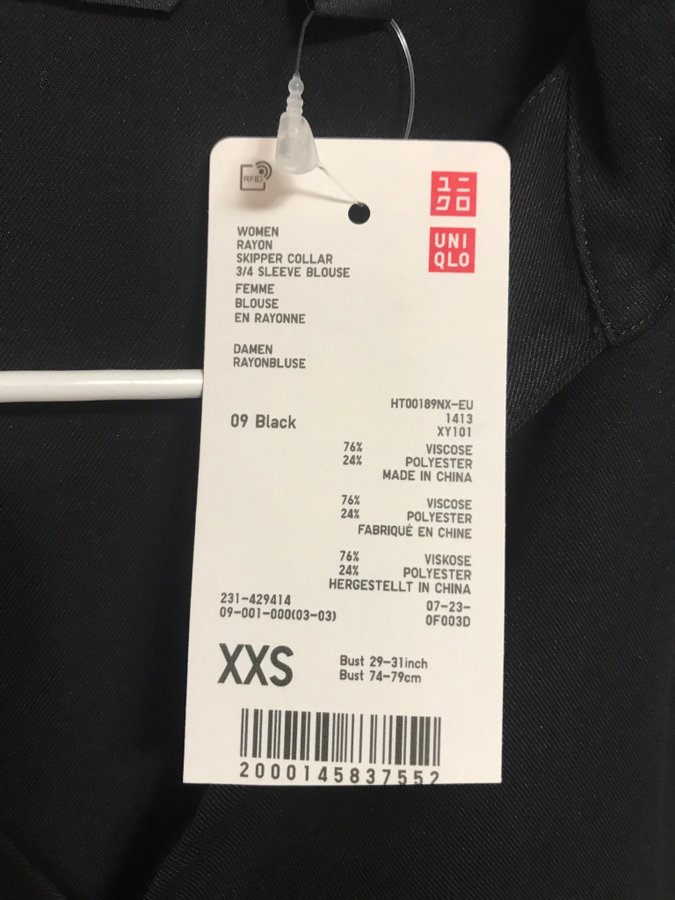 RFID
ユニ
クロ
UNI
QLO
WOMEN
RAYON
SKIPPER COLLAR
3/4 SLEEVE BLOUSE
FEMME
BLOUSE
EN RAYONNE
DAMEN
RAYONBLUSE
09 Black
HT00189NX-EU
1413
XY101
76% VISCOSE
24% POLYESTER
MADE IN CHINA
76% VISCOSE
24% POLYESTER
FABRIQUÉ EN CHINE
76% VISKOSE
24% POLYESTER
HERGESTELLT IN CHINA
231-429414
09-001-000(03-03)
07-23-
0F003D
XXS
Bust 29-31inch
Bust 74-79cm
2000145837552